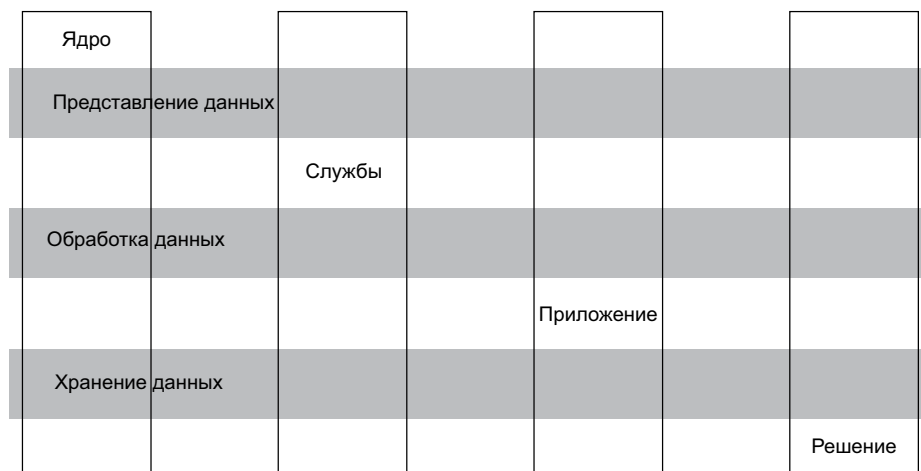 Ядро
Представление данных
Службы
Обработка данных
Приложение
Хранение данных
Решение